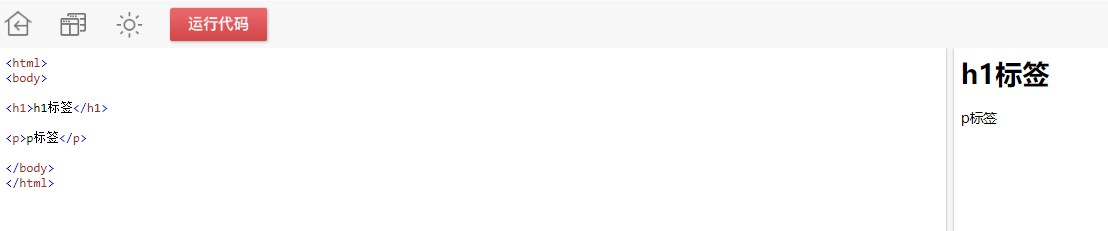 运行代码
<html>
<body>
<h1>h1标签</h1>
<p>p标签</p>
</body>
</html>
h1标签
p标签